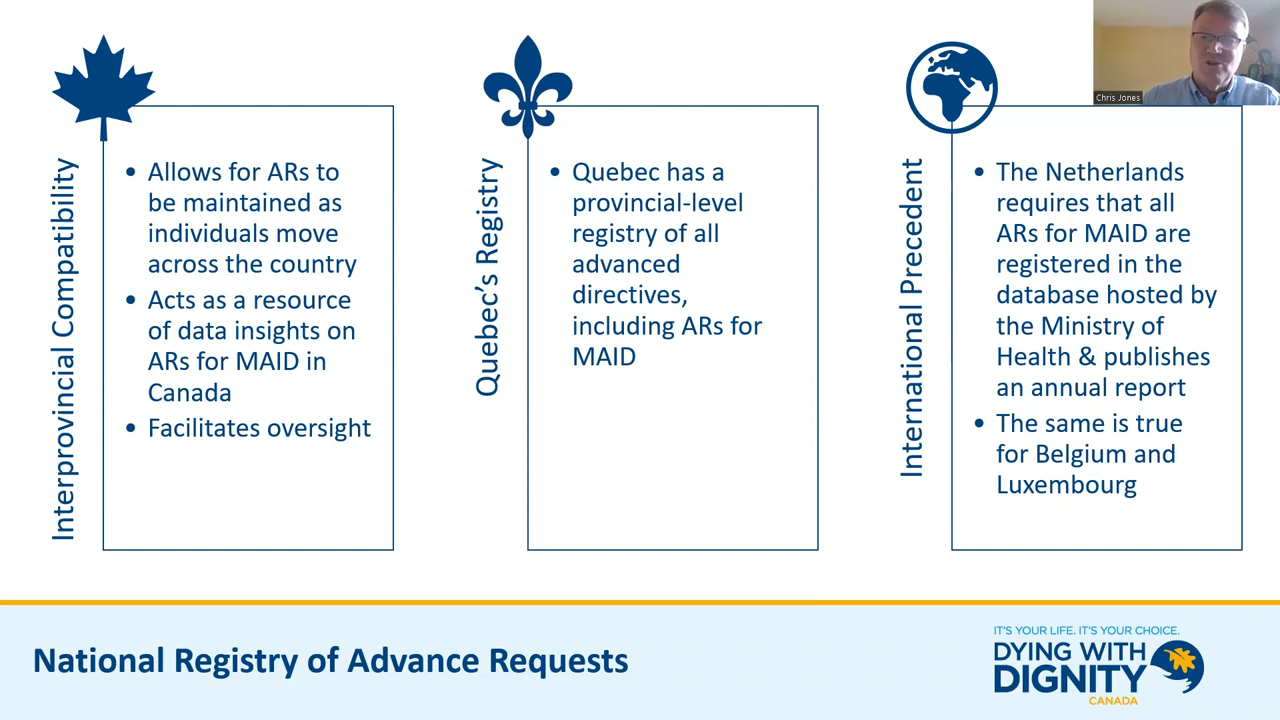 Chris Jones
Interprovincial Compatibility
• Allows for ARs to
be maintained as
individuals move
across the country
• Acts as a resource
of data insights on
ARs for MAID in
Canada
• Facilitates oversight
Quebec's Registry
• Quebec has a
provincial-level
registry of all
advanced
directives,
including ARs for
MAID
International Precedent
• The Netherlands
requires that all
ARs for MAID are
registered in the
database hosted by
the Ministry of
Health & publishes
an annual report
• The same is true
for Belgium and
Luxembourg
National Registry of Advance Requests
IT'S YOUR LIFE. IT'S YOUR CHOICE.
DYING WITH
DIGNITY
CANADA